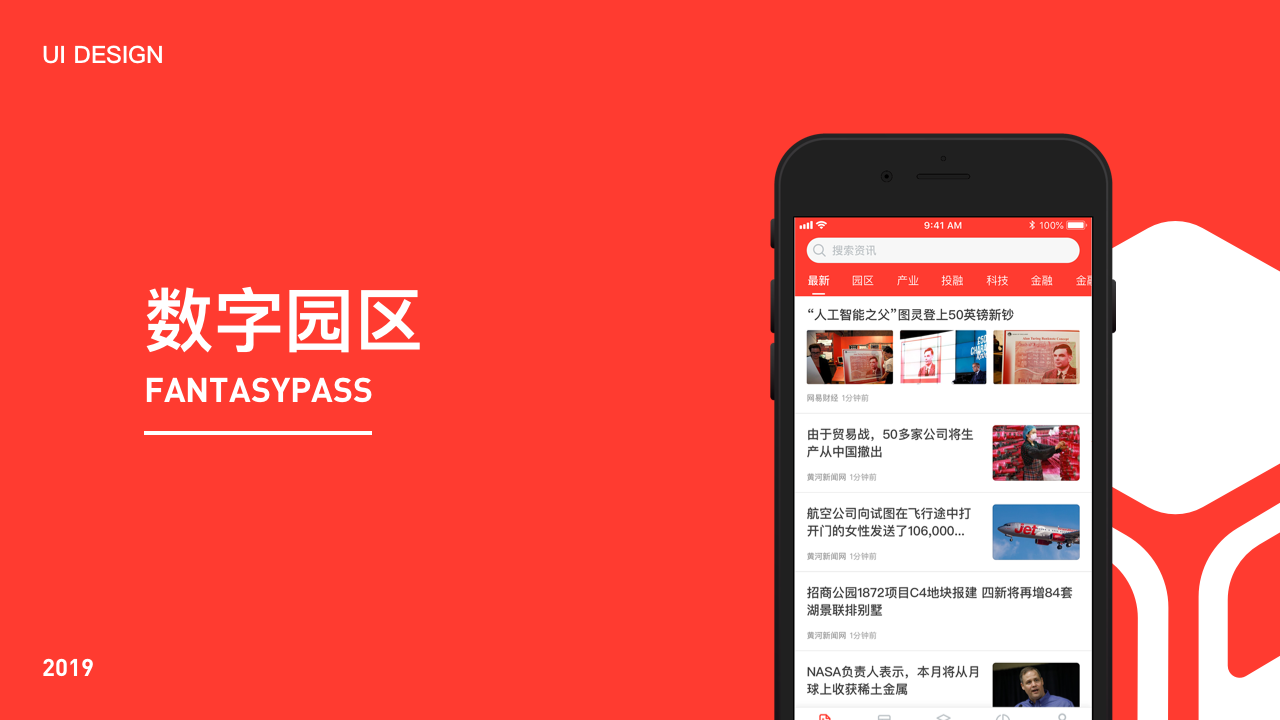 UI DESIGN
数字园区
FANTASYPASS
2019
9:41 AM
100%
搜索资讯
最新 园区 产业 投融 科技 金融 金融
“人工智能之父”图灵登上50英镑新钞
网易财经 1分钟前
由于贸易战，50多家公司将生
产从中国撤出
黄河新闻网 1分钟前
航空公司向试图在飞行途中打
开门的女性发送了106,000...
黄河新闻网 1分钟前
招商公园1872项目C4地块报建 四新将再增84套
湖景联排别墅
黄河新闻网 1分钟前
NASA负责人表示，本月将从月
球上收获稀土金属
Jet